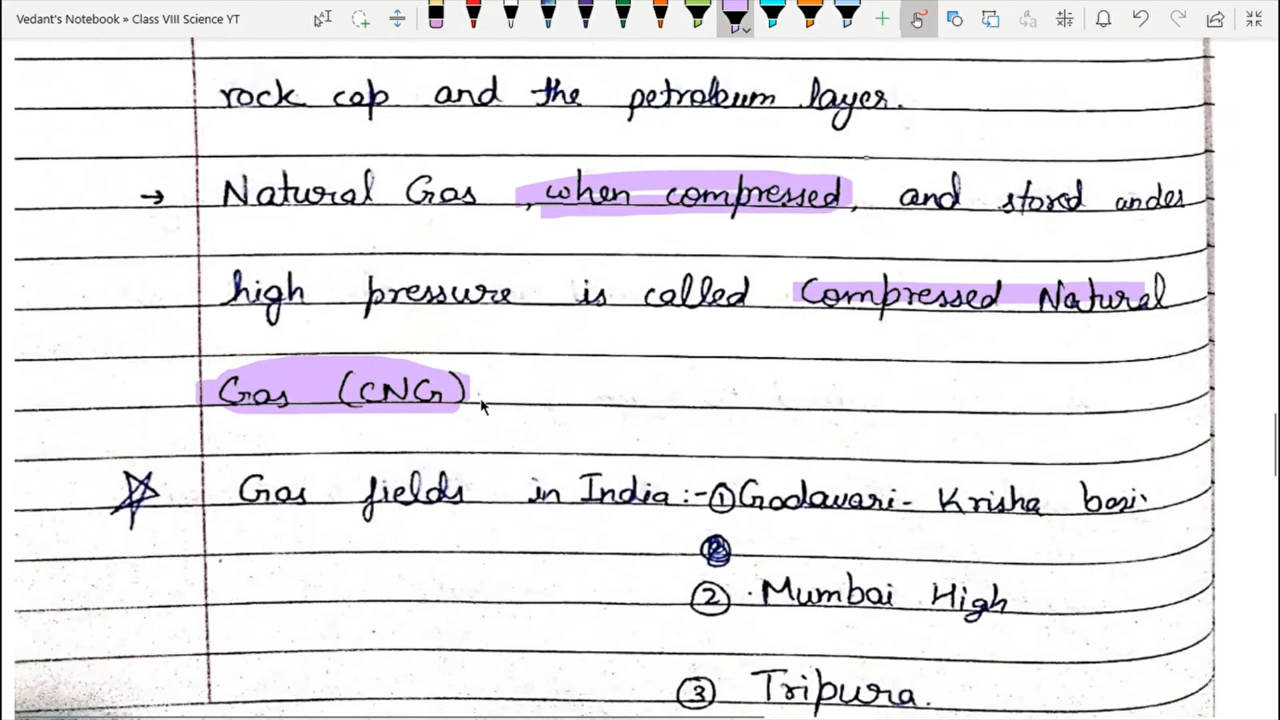 Vedant's Notebook » Class VIII Science YT
rock cap and the petroleum layer.
→ Natural Gas , when compressed, and stored under
high pressure is called Compressed Natural
Gas (CNG).
Gas fields in India :- ① Godavari - Krisha basi
② . Mumbai High
③ Tripura.